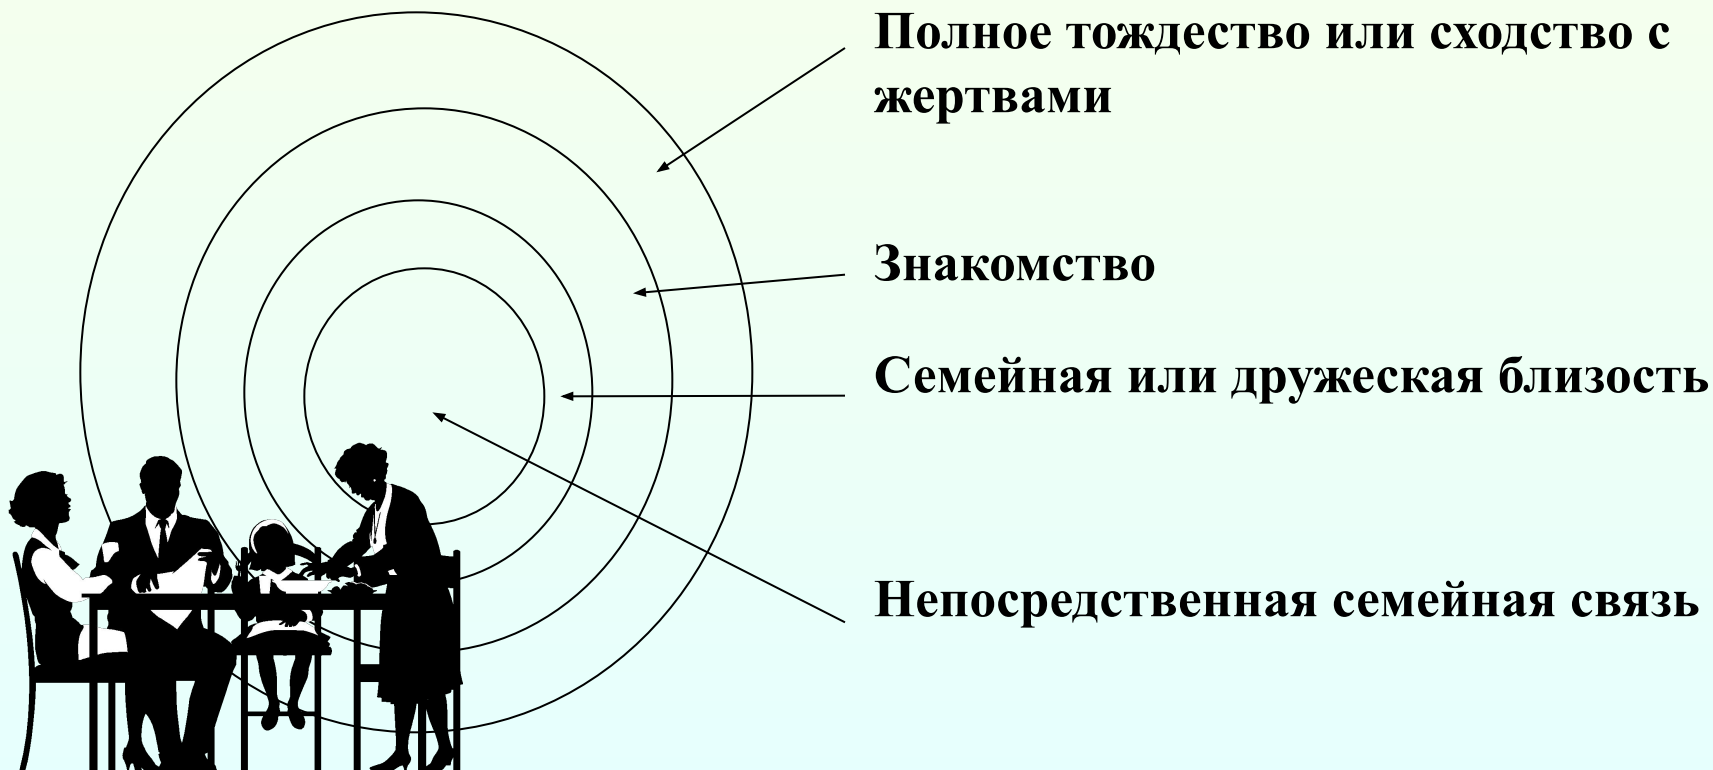 Полное тождество или сходство с
жертвами
Знакомство
Семейная или дружеская близость
Непосредственная семейная связь